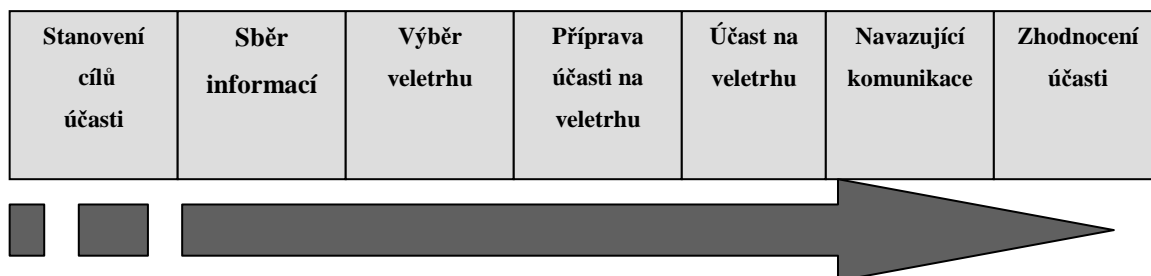 Stanovení
cílů
účasti
Sběr
informací
Výběr
veletrhu
Příprava
účasti na
veletrhu
Účast na
veletrhu
Navazující
komunikace
Zhodnocení
účasti